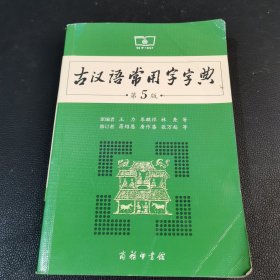 古汉语常用字字典
第5版
原编者 王力 岑麒祥 林焘 等
修订者 蒋绍愚 唐作藩 张万起 等
商务印书馆